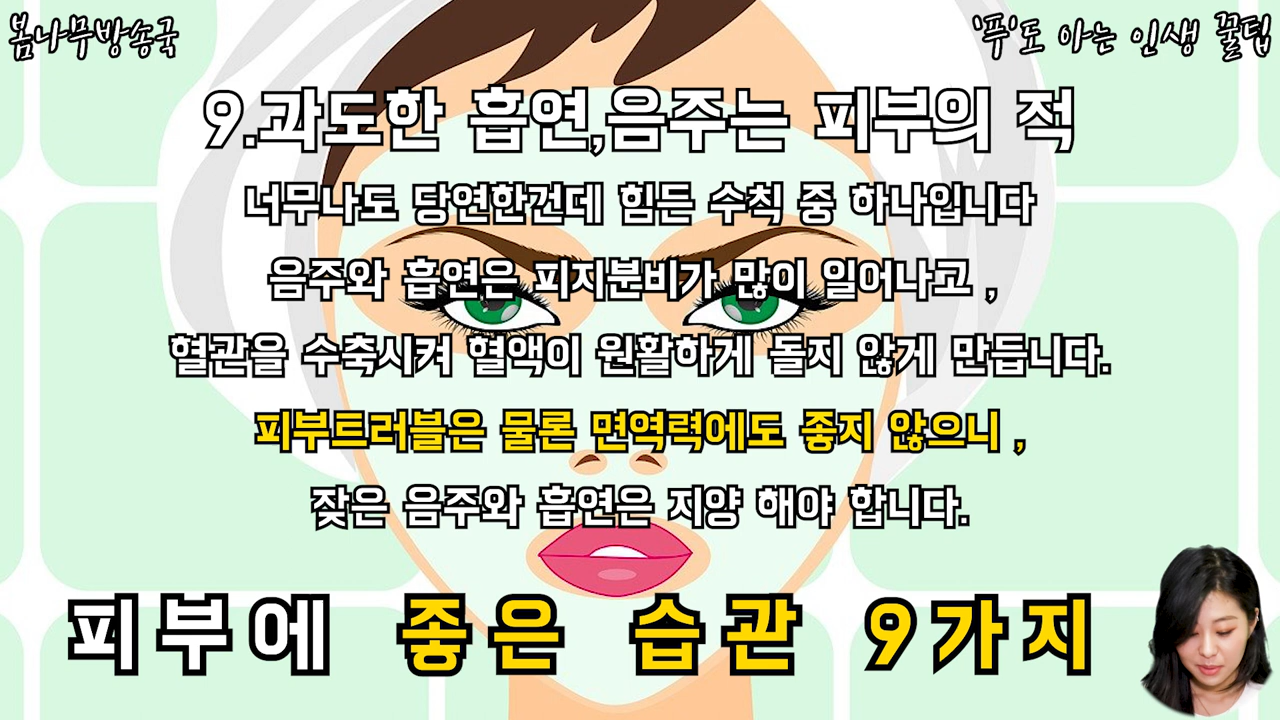 봄나무방송국
'푸'도 아는 인생 꿀팁
9.과도한 흡연,음주는 피부의 적
너무나도 당연한건데 힘든 수칙 중 하나입니다
음주와 흡연은 피지분비가 많이 일어나고 ,
혈관을 수축시켜 혈액이 원활하게 돌지 않게 만듭니다.
피부트러블은 물론 면역력에도 좋지 않으니 ,
잦은 음주와 흡연은 지양 해야 합니다.
피부에 좋은 습관 9가지